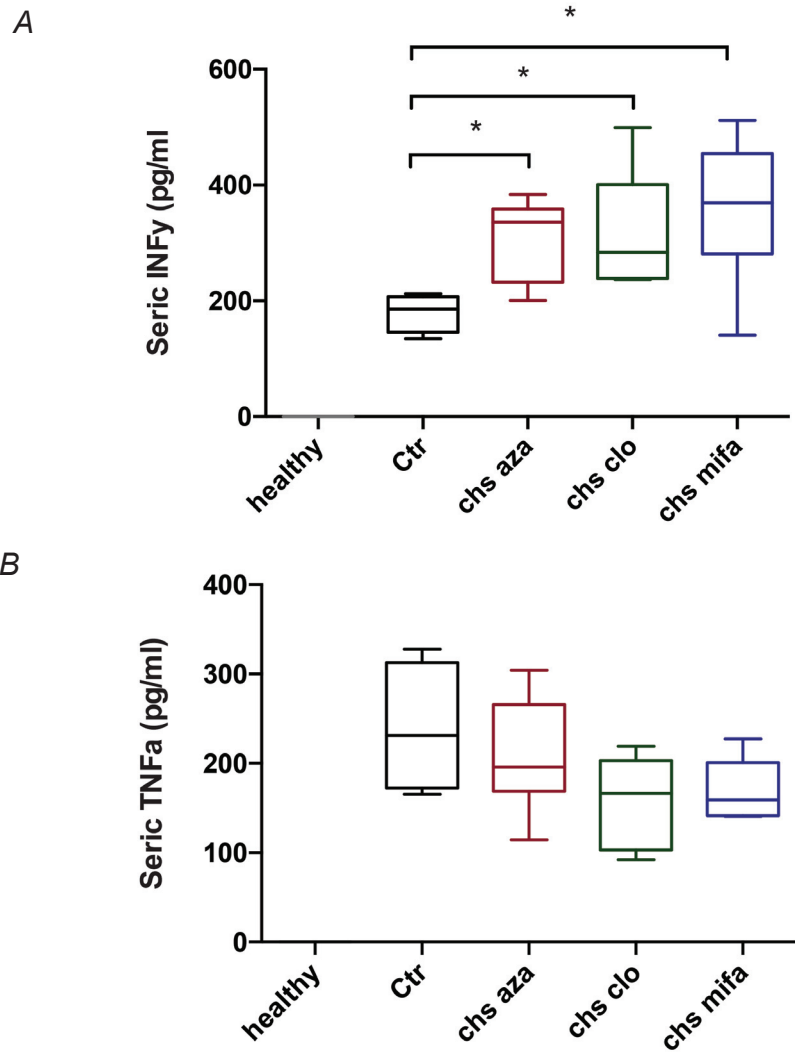 A
*
*
*
600
400
200
0
Seric INFy (pg/ml
healthy
Ctr
chs aza
chs clo
chs mifa
B
400
300
200
100
0
Seric TNFa (pg/ml)
healthy
Ctr
chs aza
chs clo
chs mifa